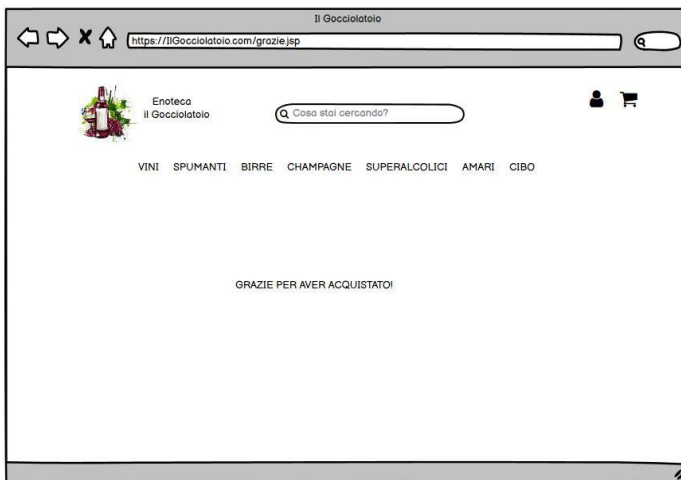 Il Gocciolatoio
https://IlGocciolatoio.com/grazie.jsp
Enoteca
il Gocciolatoio
Cosa stai cercando?
VINI SPUMANTI BIRRE CHAMPAGNE SUPERALCOLICI AMARI CIBO
GRAZIE PER AVER ACQUISTATO!